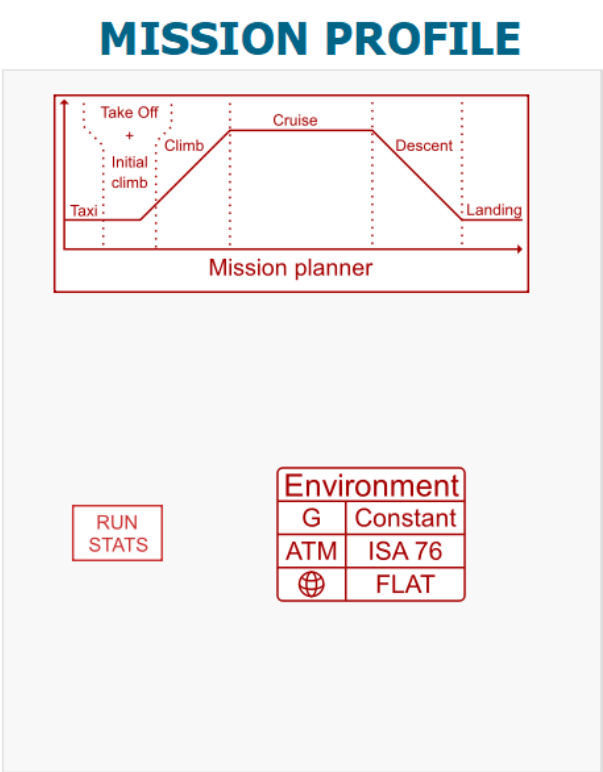 MISSION PROFILE
Take Off
+
Initial
climb
Taxi
Climb
Cruise
Descent
Landing
Mission planner
RUN
STATS
Environment
G Constant
ATM ISA 76
FLAT